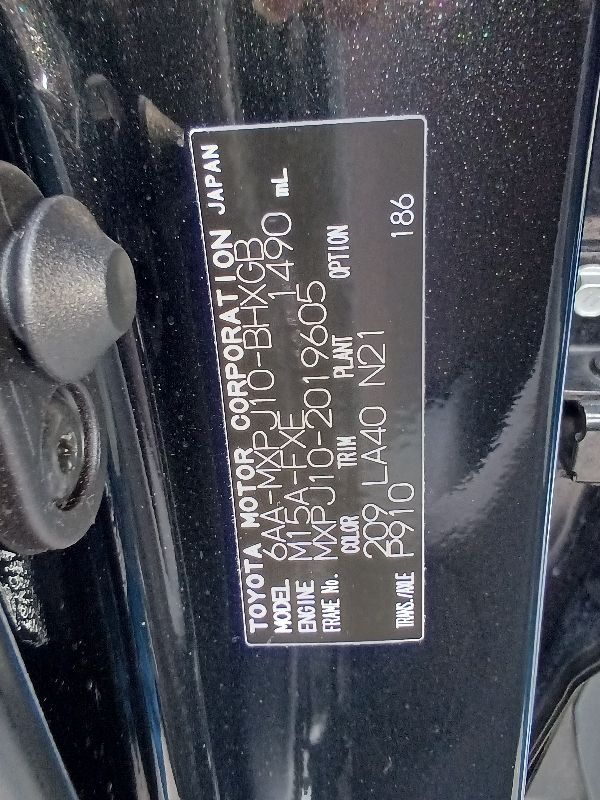 TOYOTA MOTOR CORPORATION JAPAN
MODEL 6AA-MXPJ10-BHXGB
ENGINE M15A-FXE 1490 mL
FRAME No. MXPJ10-2019605
COLOR TRIM PLANT OPTION
209 LA40 N21
TRANS./AXLE P910 186